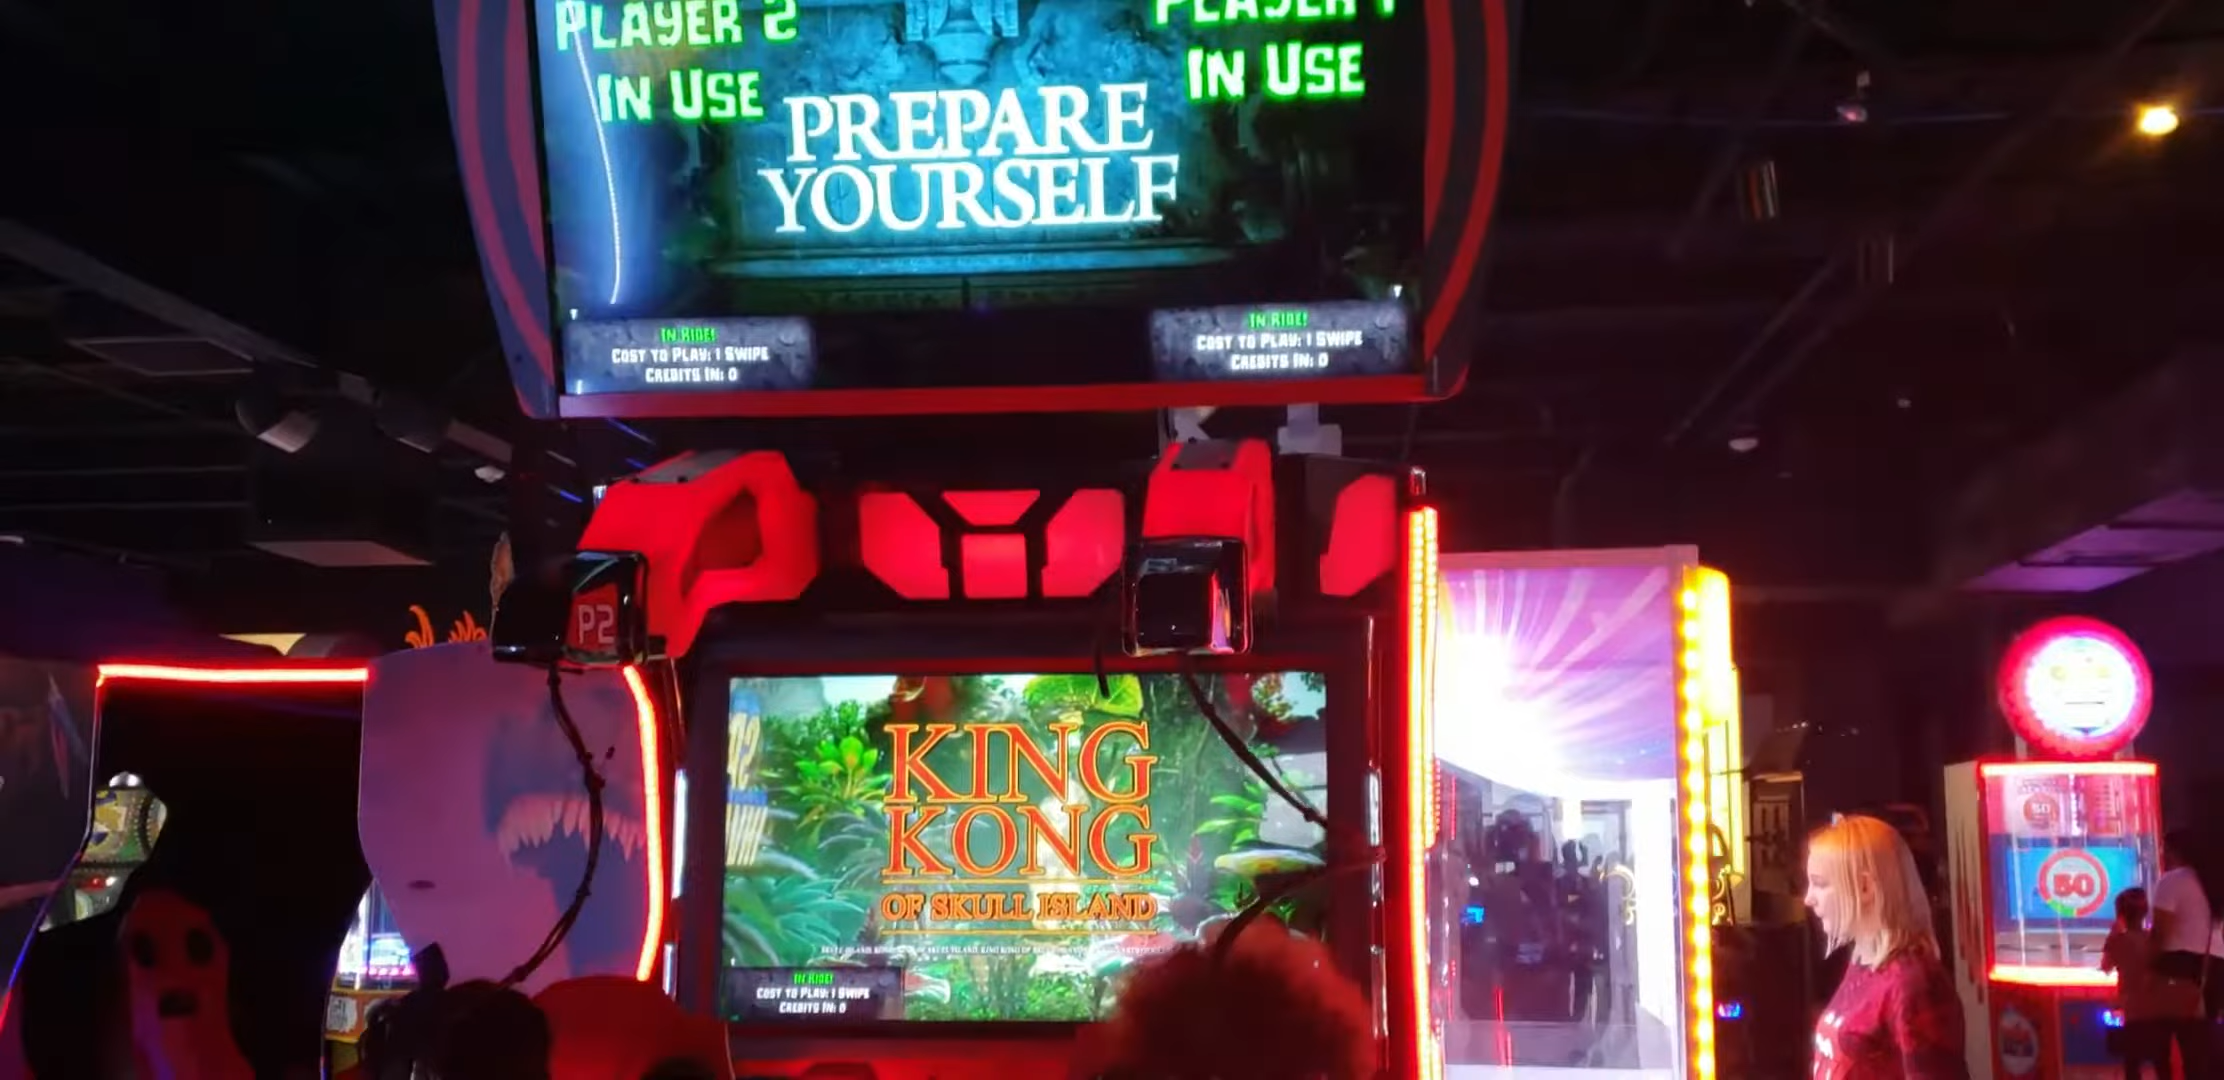 PLAYER 2
IN USE
PLAYER 1
IN USE
PREPARE
YOURSELF
IN RIDE!
COST TO PLAY: 1 SWIPE
CREDITS IN: 0
IN RIDE!
COST TO PLAY: 1 SWIPE
CREDITS IN: 0
P2
KING
KONG
OF SKULL ISLAND
IN RIDE!
COST TO PLAY: 1 SWIPE
CREDITS IN: 0
50
50